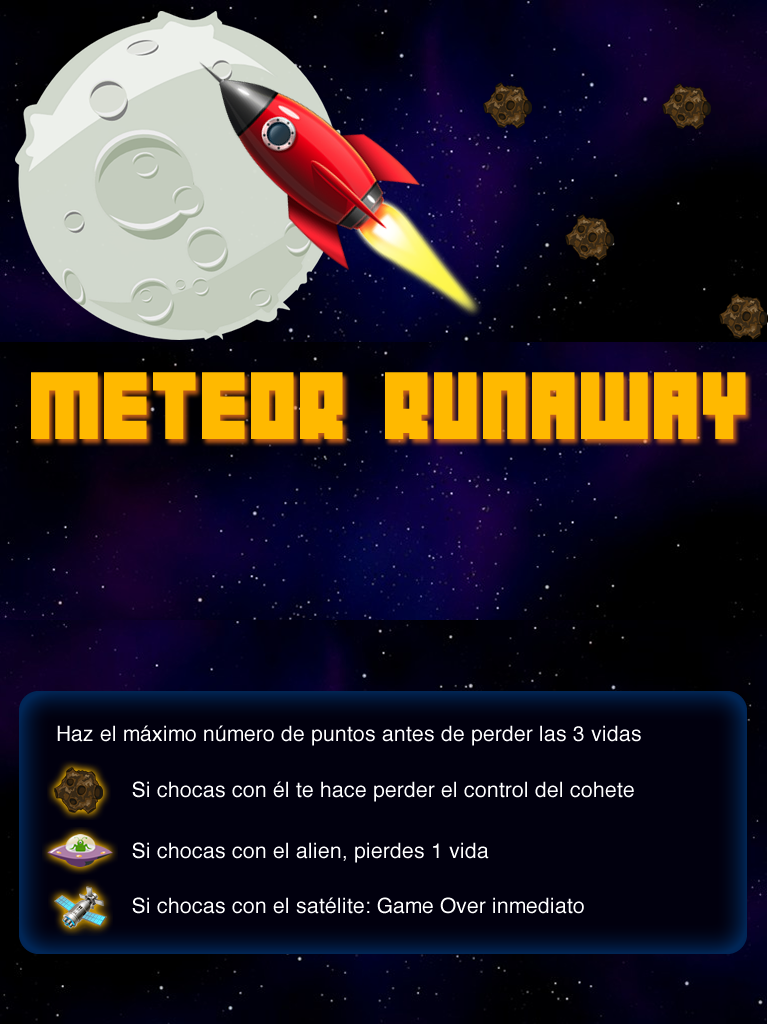 METEOR RUNAWAY
Haz el máximo número de puntos antes de perder las 3 vidas
Si chocas con él te hace perder el control del cohete
Si chocas con el alien, pierdes 1 vida
Si chocas con el satélite: Game Over inmediato